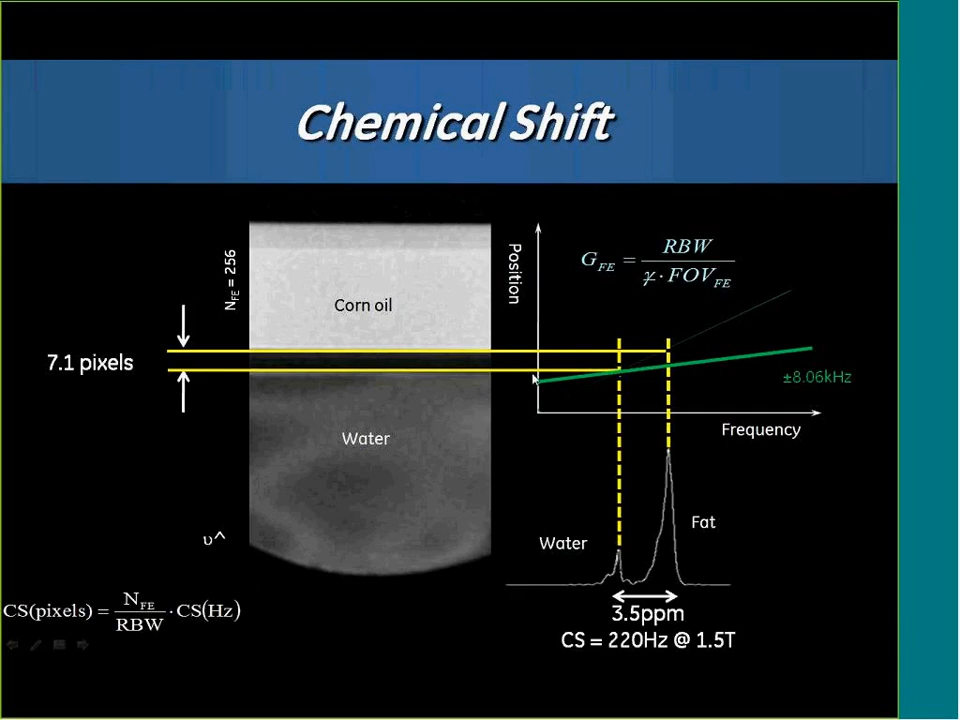 Chemical Shift
N_FE = 256
Corn oil
Position
G_FE = RBW / γ · FOV_FE
7.1 pixels
±8.06kHz
Frequency
Water
Fat
υ^
Water
CS(pixels) = N_FE / RBW · CS(Hz)
3.5ppm
CS = 220Hz @ 1.5T